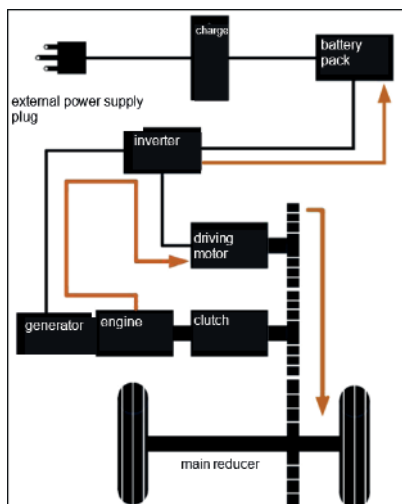 charge
battery
pack
external power supply
plug
inverter
driving
motor
generator
engine
clutch
main reducer